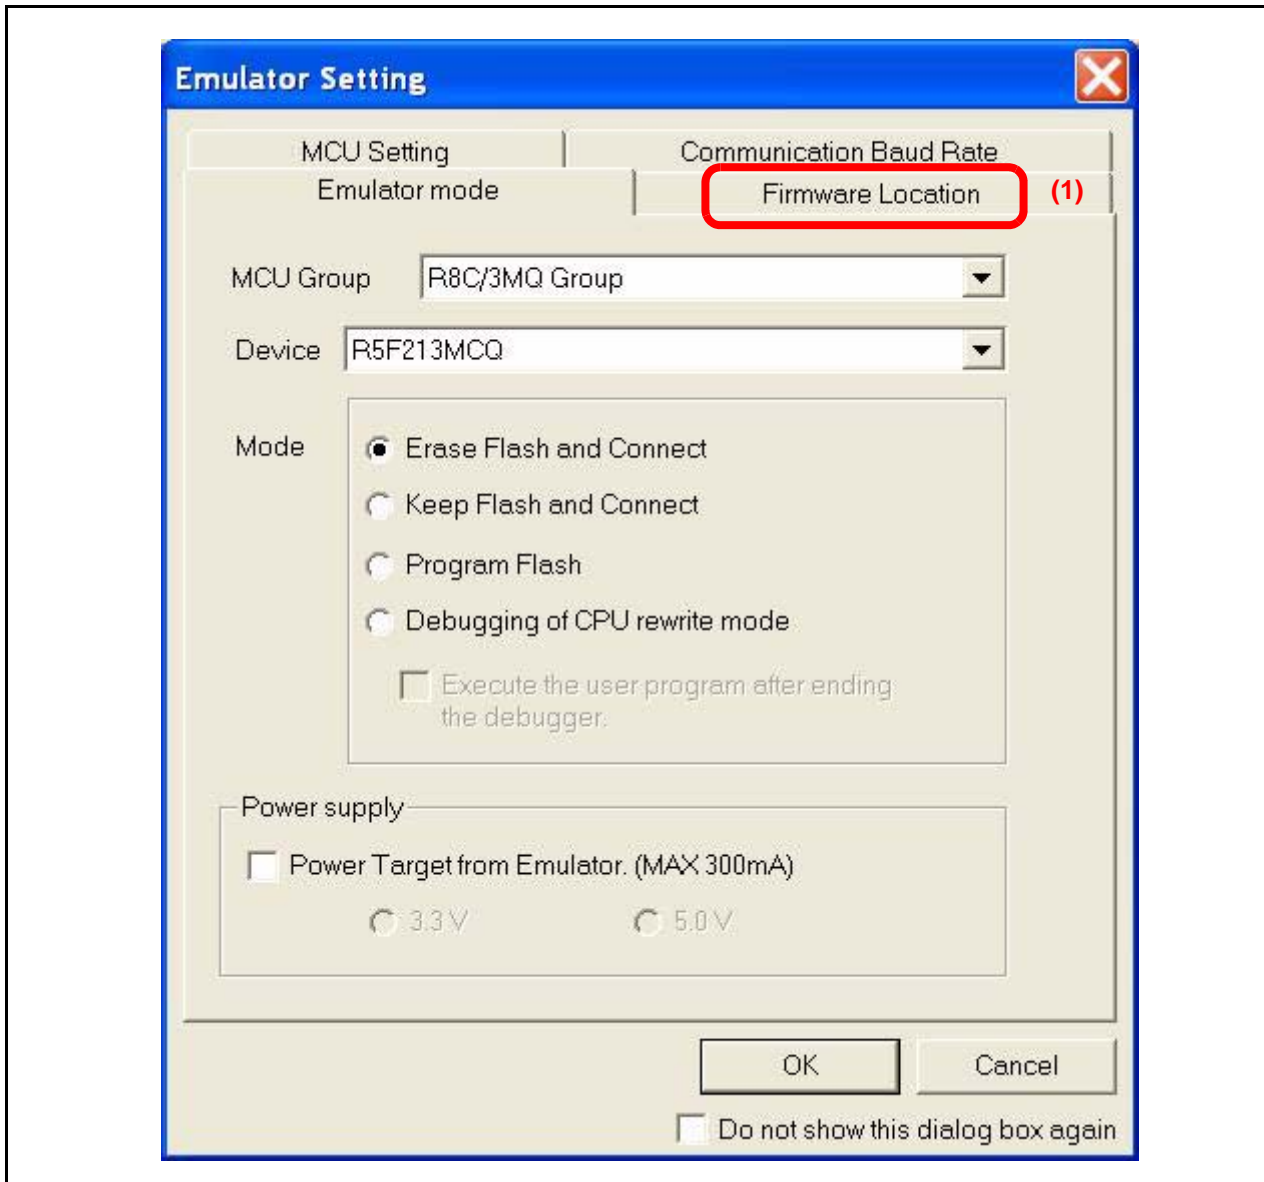 Emulator Setting
MCU Setting
Communication Baud Rate
Emulator mode
Firmware Location
(1)
MCU Group
R8C/3MQ Group
Device
R5F213MCQ
Mode
Erase Flash and Connect
Keep Flash and Connect
Program Flash
Debugging of CPU rewrite mode
Execute the user program after ending
the debugger.
Power supply
Power Target from Emulator. (MAX 300mA)
3.3 V
5.0 V
OK
Cancel
Do not show this dialog box again